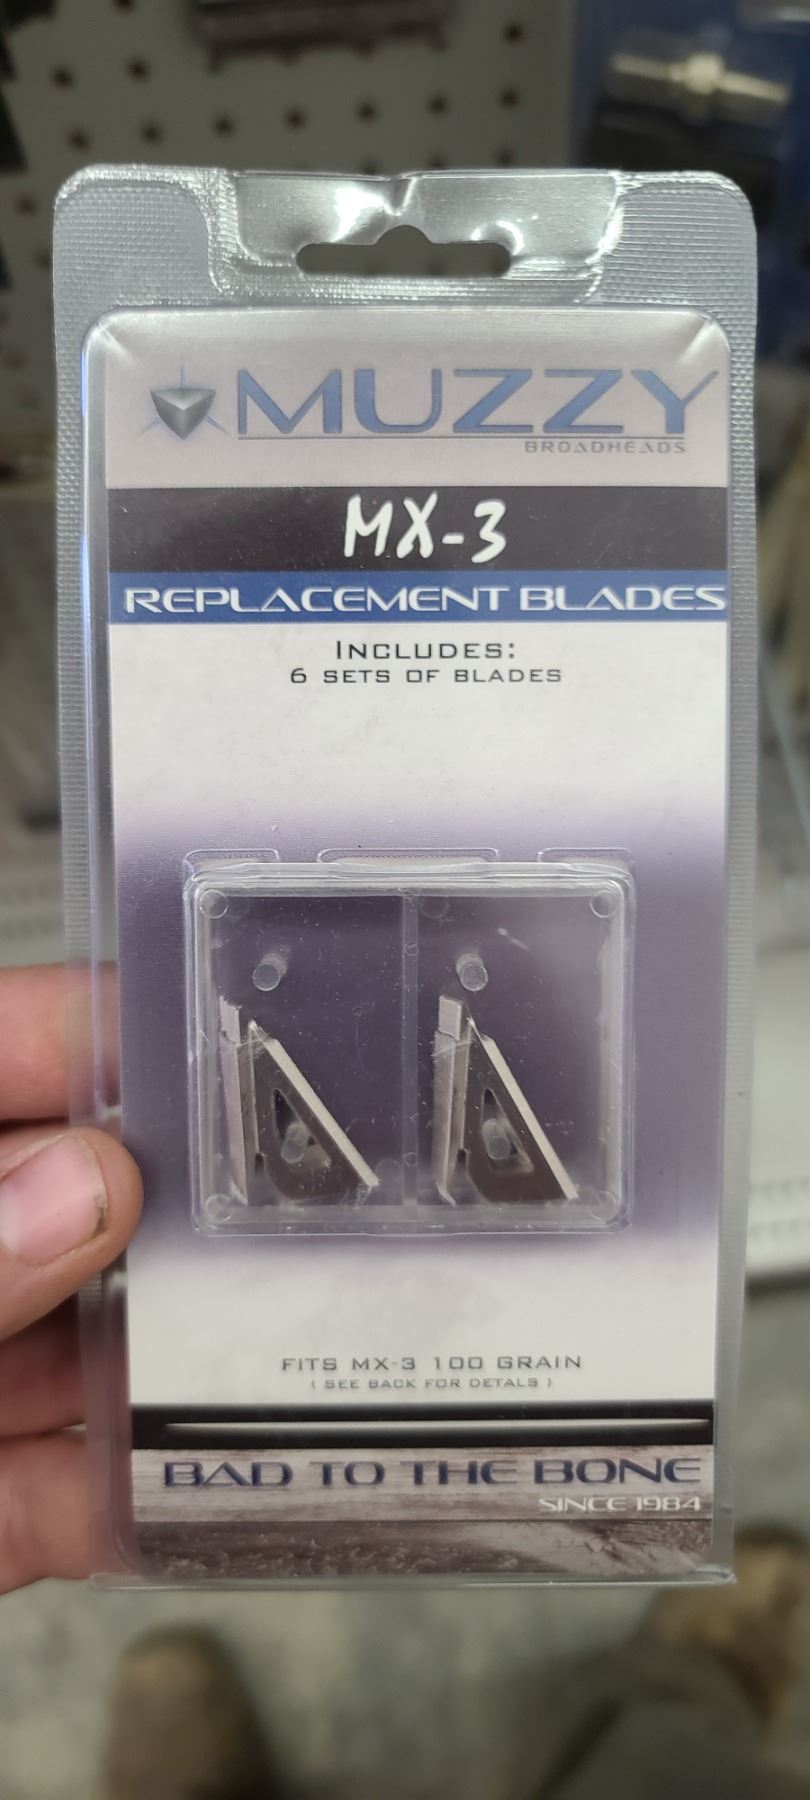 MUZZY
BROADHEADS
MX-3
REPLACEMENT BLADES
INCLUDES:
6 SETS OF BLADES
FITS MX-3 100 GRAIN
( SEE BACK FOR DETALS )
BAD TO THE BONE
SINCE 1984